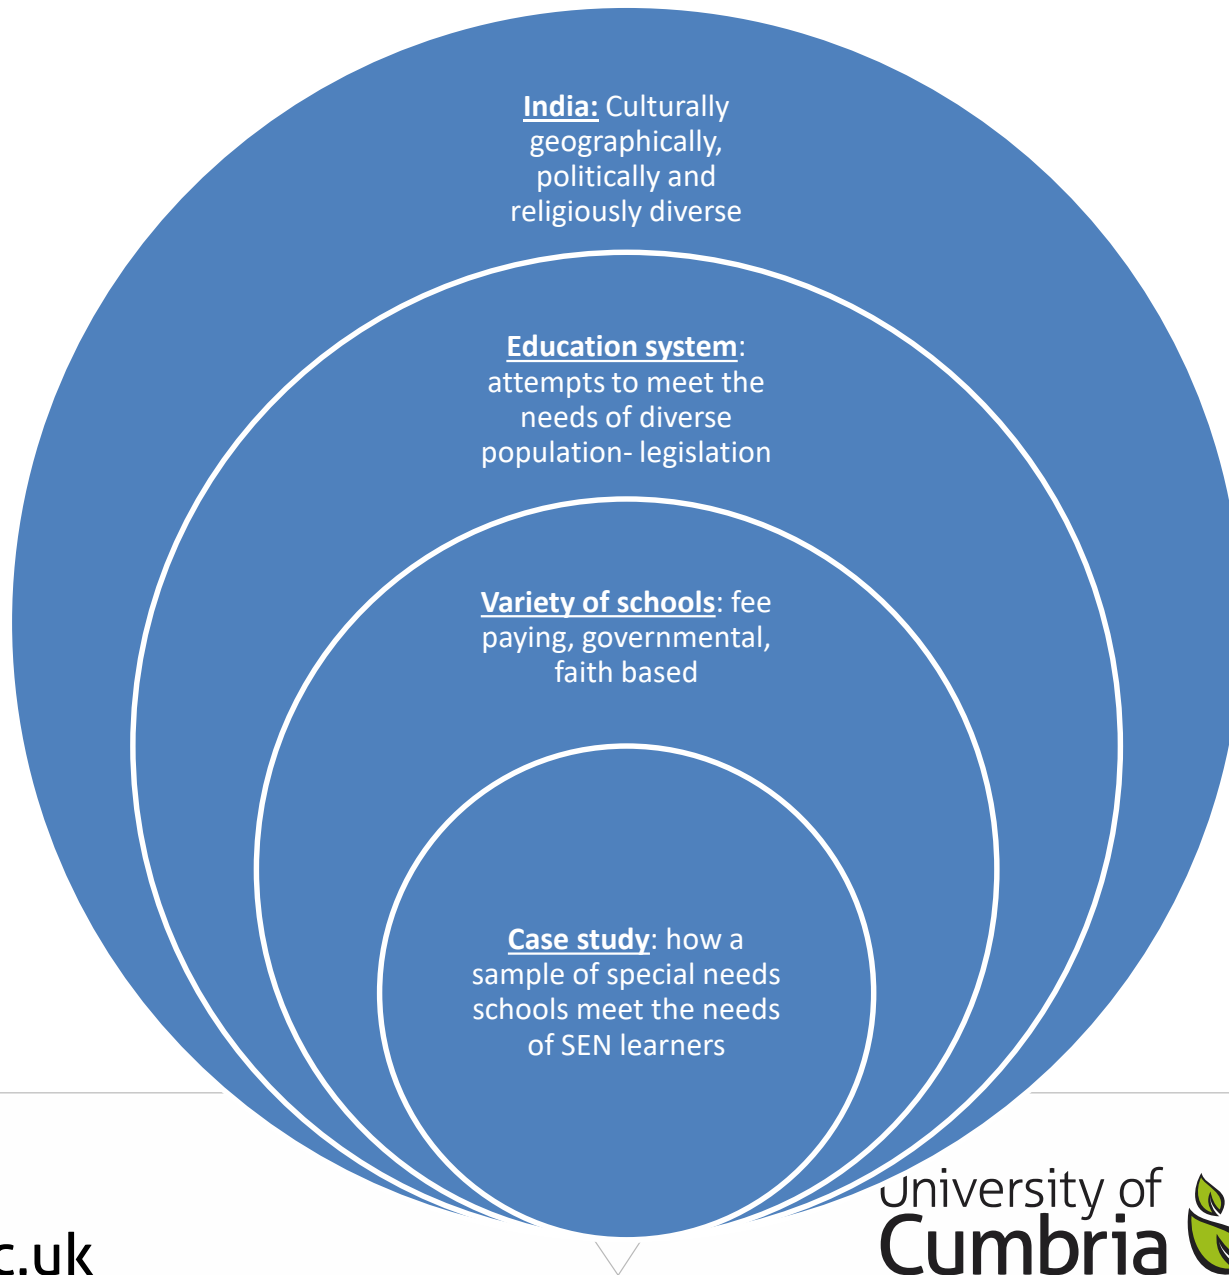 India: Culturally
geographically,
politically and
religiously diverse
Education system:
attempts to meet the
needs of diverse
population- legislation
Variety of schools: fee
paying, governmental,
faith based
Case study: how a
sample of special needs
schools meet the needs
of SEN learners
University of
Cumbria
c.uk